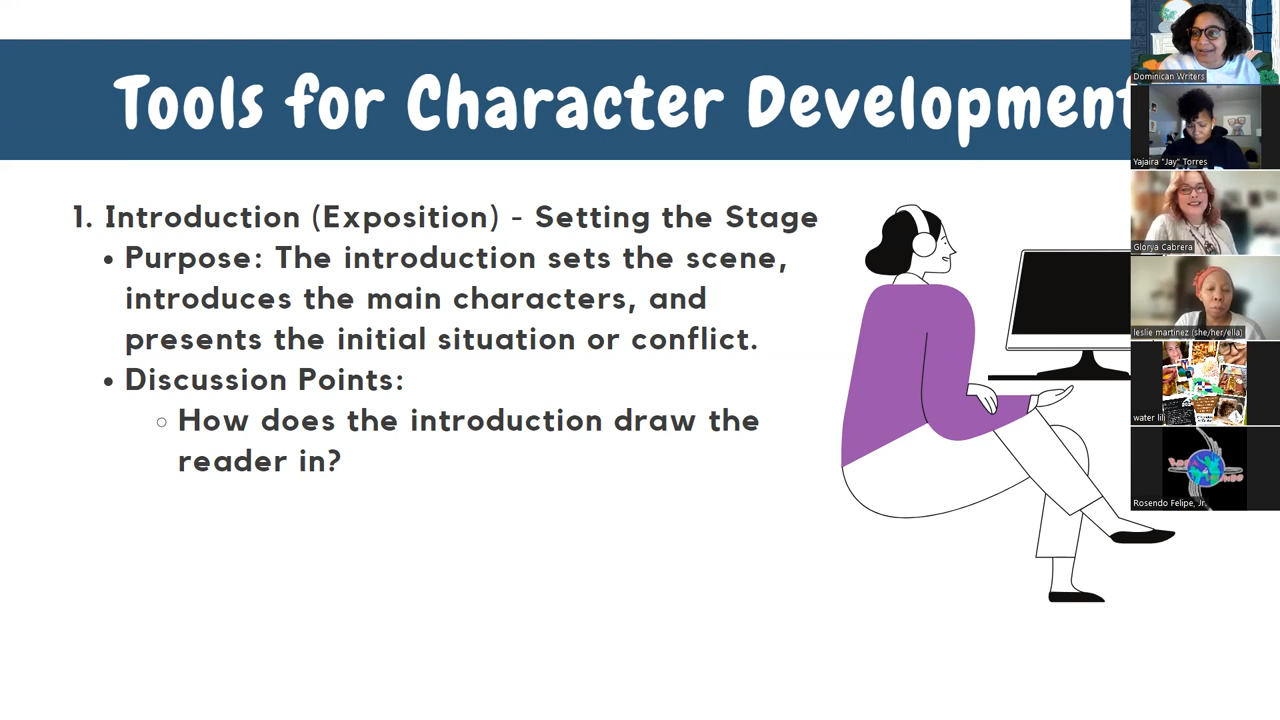 Tools for Character Development
1. Introduction (Exposition) - Setting the Stage
• Purpose: The introduction sets the scene,
introduces the main characters, and
presents the initial situation or conflict.
• Discussion Points:
○ How does the introduction draw the
reader in?
Dominican Writers
Yajaira "Jay" Torres
Glorya Cabrera
leslie martinez (she/her/ella)
water lili
Rosendo Felipe, Jr.